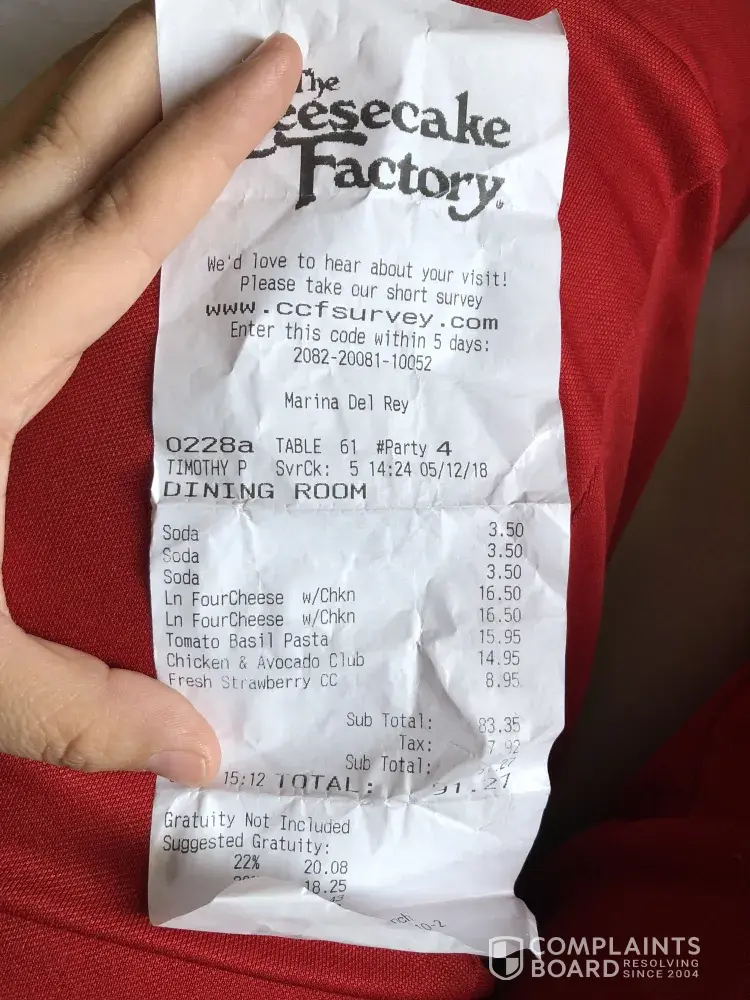 The
Cheesecake
Factory
We'd love to hear about your visit!
Please take our short survey
www.ccfsurvey.com
Enter this code within 5 days:
2082-20081-10052
Marina Del Rey
0228a TABLE 61 #Party 4
TIMOTHY P SvrCk: 5 14:24 05/12/18
DINING ROOM
Soda 3.50
Soda 3.50
Soda 3.50
Ln FourCheese w/Chkn 16.50
Ln FourCheese w/Chkn 16.50
Tomato Basil Pasta 15.95
Chicken & Avocado Club 14.95
Fresh Strawberry CC 8.95
Sub Total: 83.35
Tax: 7.92
Sub Total:
15:12 TOTAL: 91.27
Gratuity Not Included
Suggested Gratuity:
22% 20.08
18.25
COMPLAINTS
BOARD RESOLVING SINCE 2004